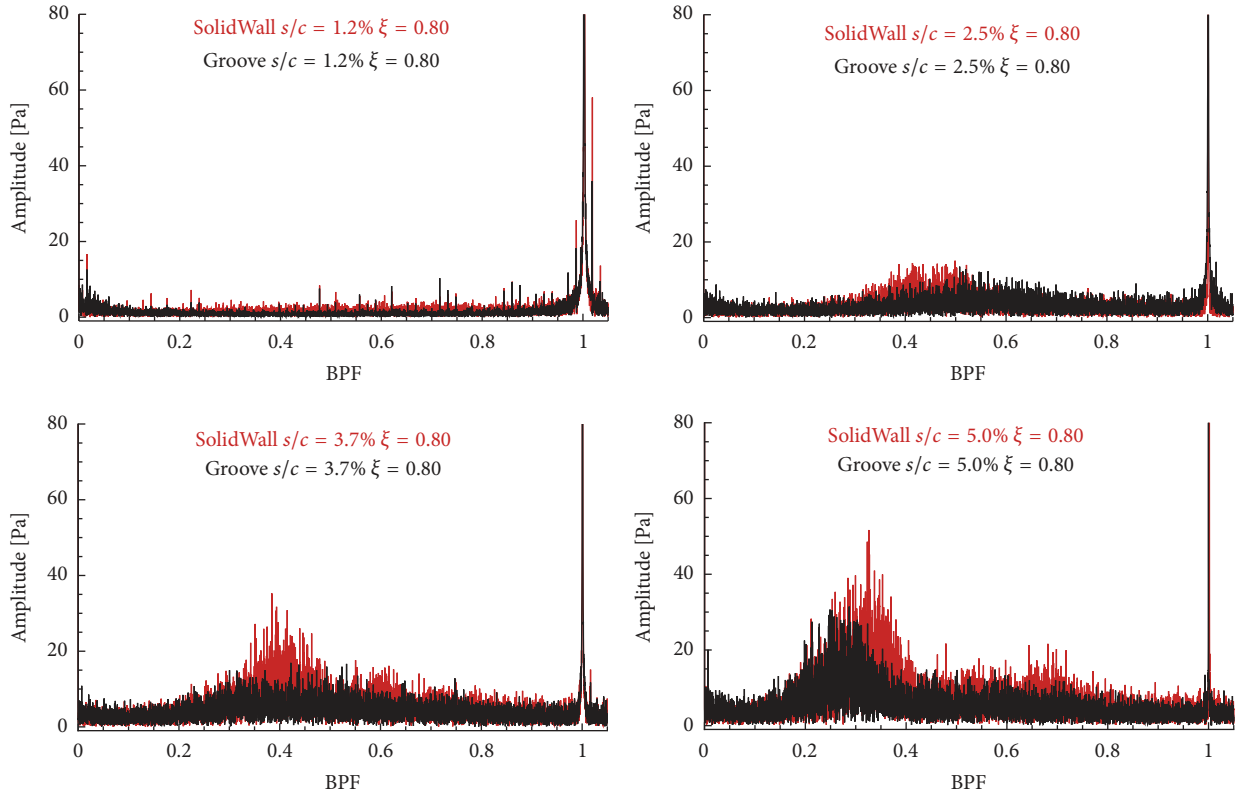 SolidWall s/c = 1.2% ξ = 0.80
Groove s/c = 1.2% ξ = 0.80
Amplitude [Pa]
80
60
40
20
0
0 0.2 0.4 0.6 0.8 1
BPF
SolidWall s/c = 2.5% ξ = 0.80
Groove s/c = 2.5% ξ = 0.80
Amplitude [Pa]
80
60
40
20
0
0 0.2 0.4 0.6 0.8 1
BPF
SolidWall s/c = 3.7% ξ = 0.80
Groove s/c = 3.7% ξ = 0.80
Amplitude [Pa]
80
60
40
20
0
0 0.2 0.4 0.6 0.8 1
BPF
SolidWall s/c = 5.0% ξ = 0.80
Groove s/c = 5.0% ξ = 0.80
Amplitude [Pa]
80
60
40
20
0
0 0.2 0.4 0.6 0.8 1
BPF